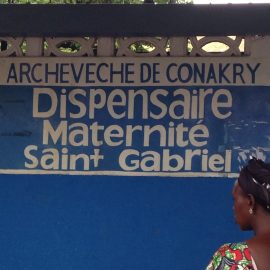 ARCHEVECHE DE CONAKRY
Dispensaire
Maternité
Saint Gabriel